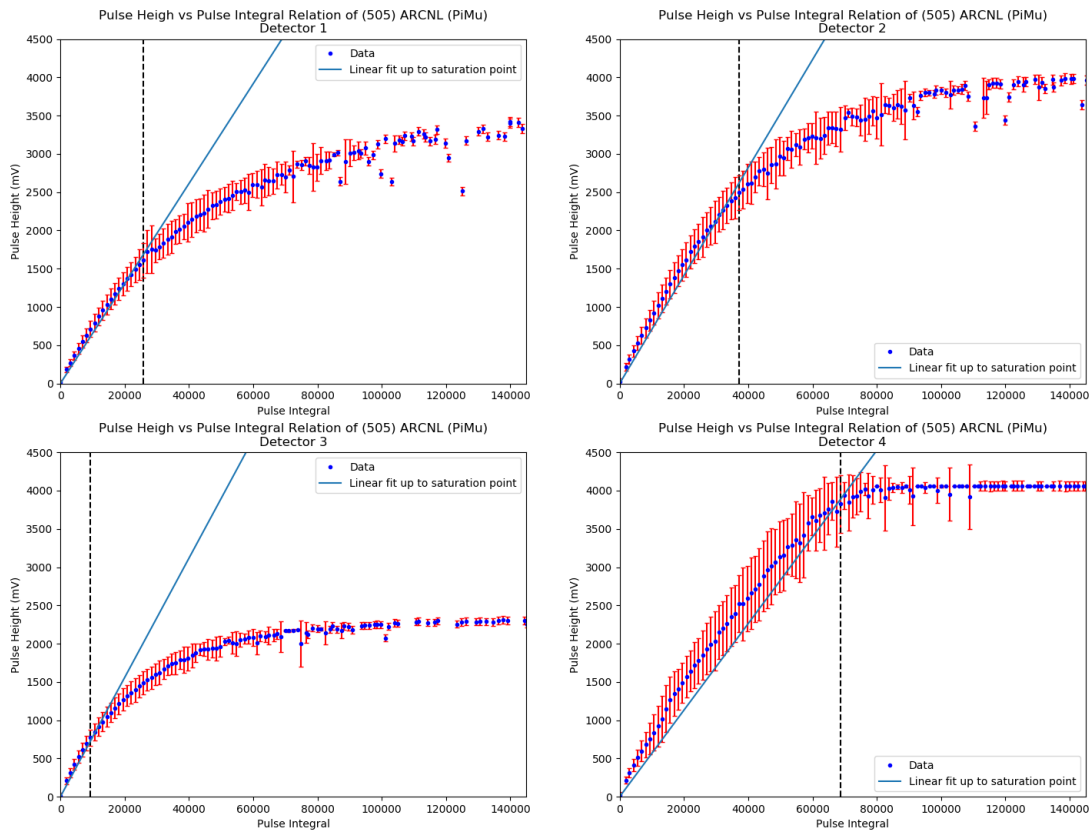 Pulse Heigh vs Pulse Integral Relation of (505) ARCNL (PiMu)
Detector 1
4500
4000
3500
3000
2500
2000
1500
1000
500
0
Pulse Height (mV)
Data
Linear fit up to saturation point
0 20000 40000 60000 80000 100000 120000 140000
Pulse Integral
Pulse Heigh vs Pulse Integral Relation of (505) ARCNL (PiMu)
Detector 2
4500
4000
3500
3000
2500
2000
1500
1000
500
0
Pulse Height (mV)
Data
Linear fit up to saturation point
0 20000 40000 60000 80000 100000 120000 140000
Pulse Integral
Pulse Heigh vs Pulse Integral Relation of (505) ARCNL (PiMu)
Detector 3
4500
4000
3500
3000
2500
2000
1500
1000
500
0
Pulse Height (mV)
Data
Linear fit up to saturation point
0 20000 40000 60000 80000 100000 120000 140000
Pulse Integral
Pulse Heigh vs Pulse Integral Relation of (505) ARCNL (PiMu)
Detector 4
4500
4000
3500
3000
2500
2000
1500
1000
500
0
Pulse Height (mV)
Data
Linear fit up to saturation point
0 20000 40000 60000 80000 100000 120000 140000
Pulse Integral